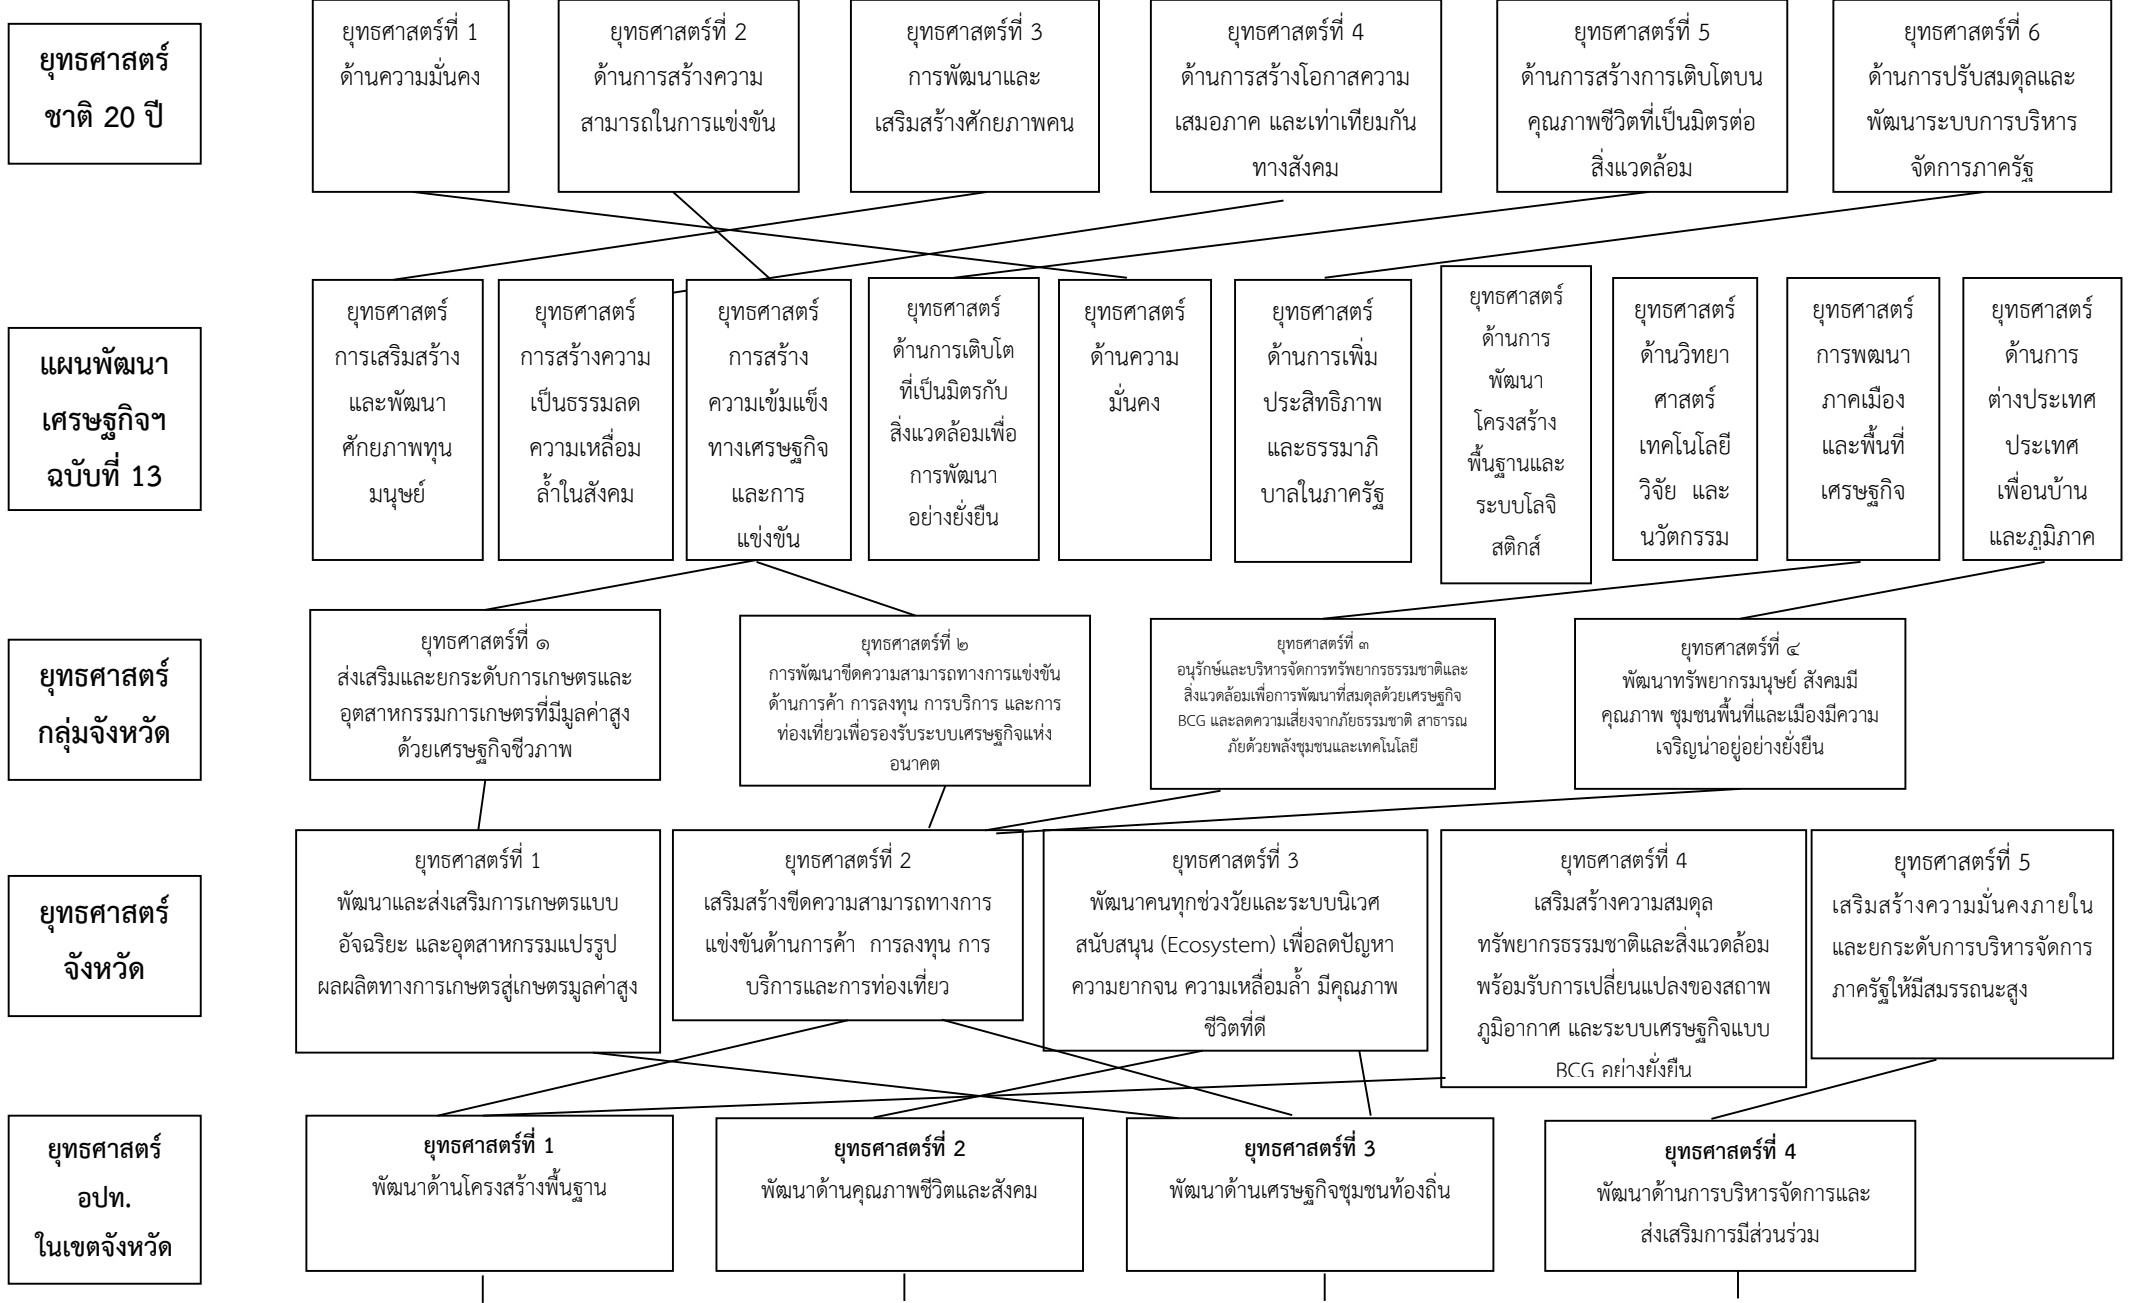 ยุทธศาสตร์
ชาติ 20 ปี
ยุทธศาสตร์ที่ 1
ด้านความมั่นคง
ยุทธศาสตร์ที่ 2
ด้านการสร้างความ
สามารถในการแข่งขัน
ยุทธศาสตร์ที่ 3
การพัฒนาและ
เสริมสร้างศักยภาพคน
ยุทธศาสตร์ที่ 4
ด้านการสร้างโอกาสความ
เสมอภาค และเท่าเทียมกัน
ทางสังคม
ยุทธศาสตร์ที่ 5
ด้านการสร้างการเติบโตบน
คุณภาพชีวิตที่เป็นมิตรต่อ
สิ่งแวดล้อม
ยุทธศาสตร์ที่ 6
ด้านการปรับสมดุลและ
พัฒนาระบบการบริหาร
จัดการภาครัฐ
แผนพัฒนา
เศรษฐกิจฯ
ฉบับที่ 13
ยุทธศาสตร์
การเสริมสร้าง
และพัฒนา
ศักยภาพทุน
มนุษย์
ยุทธศาสตร์
การสร้างความ
เป็นธรรมลด
ความเหลื่อม
ล้ำในสังคม
ยุทธศาสตร์
การสร้าง
ความเข้มแข็ง
ทางเศรษฐกิจ
และการ
แข่งขัน
ยุทธศาสตร์
ด้านการเติบโต
ที่เป็นมิตรกับ
สิ่งแวดล้อมเพื่อ
การพัฒนา
อย่างยั่งยืน
ยุทธศาสตร์
ด้านความ
มั่นคง
ยุทธศาสตร์
ด้านการเพิ่ม
ประสิทธิภาพ
และธรรมาภิ
บาลในภาครัฐ
ยุทธศาสตร์
ด้านการ
พัฒนา
โครงสร้าง
พื้นฐานและ
ระบบโลจิ
สติกส์
ยุทธศาสตร์
ด้านวิทยา
ศาสตร์
เทคโนโลยี
วิจัย และ
นวัตกรรม
ยุทธศาสตร์
การพฒนา
ภาคเมือง
และพื้นที่
เศรษฐกิจ
ยุทธศาสตร์
ด้านการ
ต่างประเทศ
ประเทศ
เพื่อนบ้าน
และภูมิภาค
ยุทธศาสตร์
กลุ่มจังหวัด
ยุทธศาสตร์ที่ ๑
ส่งเสริมและยกระดับการเกษตรและ
อุตสาหกรรมการเกษตรที่มีมูลค่าสูง
ด้วยเศรษฐกิจชีวภาพ
ยุทธศาสตร์ที่ ๒
การพัฒนาขีดความสามารถทางการแข่งขัน
ด้านการค้า การลงทุน การบริการ และการ
ท่องเที่ยวเพื่อรองรับระบบเศรษฐกิจแห่ง
อนาคต
ยุทธศาสตร์ที่ ๓
อนุรักษ์และบริหารจัดการทรัพยากรธรรมชาติและ
สิ่งแวดล้อมเพื่อการพัฒนาที่สมดุลด้วยเศรษฐกิจ
BCG และลดความเสี่ยงจากภัยธรรมชาติ สาธารณ
ภัยด้วยพลังชุมชนและเทคโนโลยี
ยุทธศาสตร์ที่ ๔
พัฒนาทรัพยากรมนุษย์ สังคมมี
คุณภาพ ชุมชนพื้นที่และเมืองมีความ
เจริญน่าอยู่อย่างยั่งยืน
ยุทธศาสตร์
จังหวัด
ยุทธศาสตร์ที่ 1
พัฒนาและส่งเสริมการเกษตรแบบ
อัจฉริยะ และอุตสาหกรรมแปรรูป
ผลผลิตทางการเกษตรสู่เกษตรมูลค่าสูง
ยุทธศาสตร์ที่ 2
เสริมสร้างขีดความสามารถทางการ
แข่งขันด้านการค้า การลงทุน การ
บริการและการท่องเที่ยว
ยุทธศาสตร์ที่ 3
พัฒนาคนทุกช่วงวัยและระบบนิเวศ
สนับสนุน (Ecosystem) เพื่อลดปัญหา
ความยากจน ความเหลื่อมล้ำ มีคุณภาพ
ชีวิตที่ดี
ยุทธศาสตร์ที่ 4
เสริมสร้างความสมดุล
ทรัพยากรธรรมชาติและสิ่งแวดล้อม
พร้อมรับการเปลี่ยนแปลงของสภาพ
ภูมิอากาศ และระบบเศรษฐกิจแบบ
BCG อย่างยั่งยืน
ยุทธศาสตร์ที่ 5
เสริมสร้างความมั่นคงภายใน
และยกระดับการบริหารจัดการ
ภาครัฐให้มีสมรรถนะสูง
ยุทธศาสตร์
อปท.
ในเขตจังหวัด
ยุทธศาสตร์ที่ 1
พัฒนาด้านโครงสร้างพื้นฐาน
ยุทธศาสตร์ที่ 2
พัฒนาด้านคุณภาพชีวิตและสังคม
ยุทธศาสตร์ที่ 3
พัฒนาด้านเศรษฐกิจชุมชนท้องถิ่น
ยุทธศาสตร์ที่ 4
พัฒนาด้านการบริหารจัดการและ
ส่งเสริมการมีส่วนร่วม